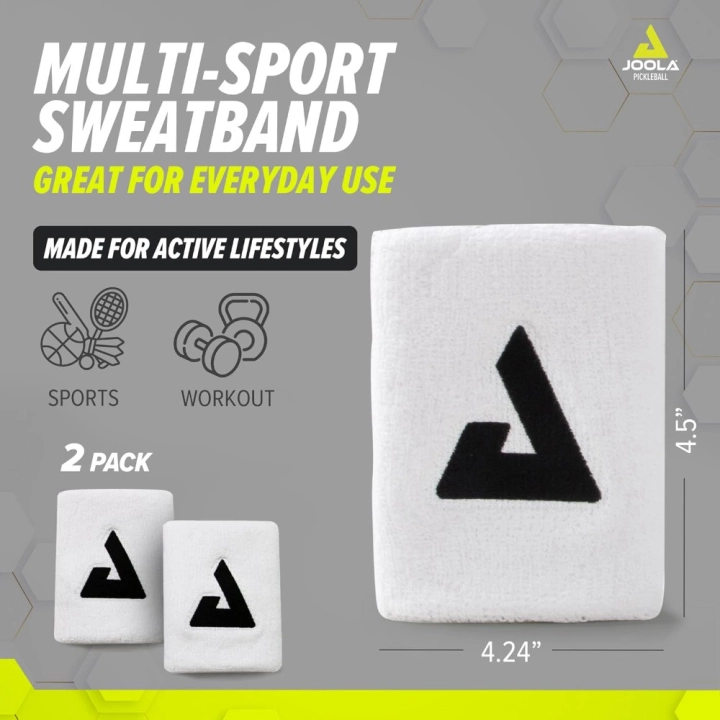 MULTI-SPORT
SWEATBAND
GREAT FOR EVERYDAY USE
JOOLA
PICKLEBALL
MADE FOR ACTIVE LIFESTYLES
SPORTS
WORKOUT
2 PACK
4.5”
4.24”